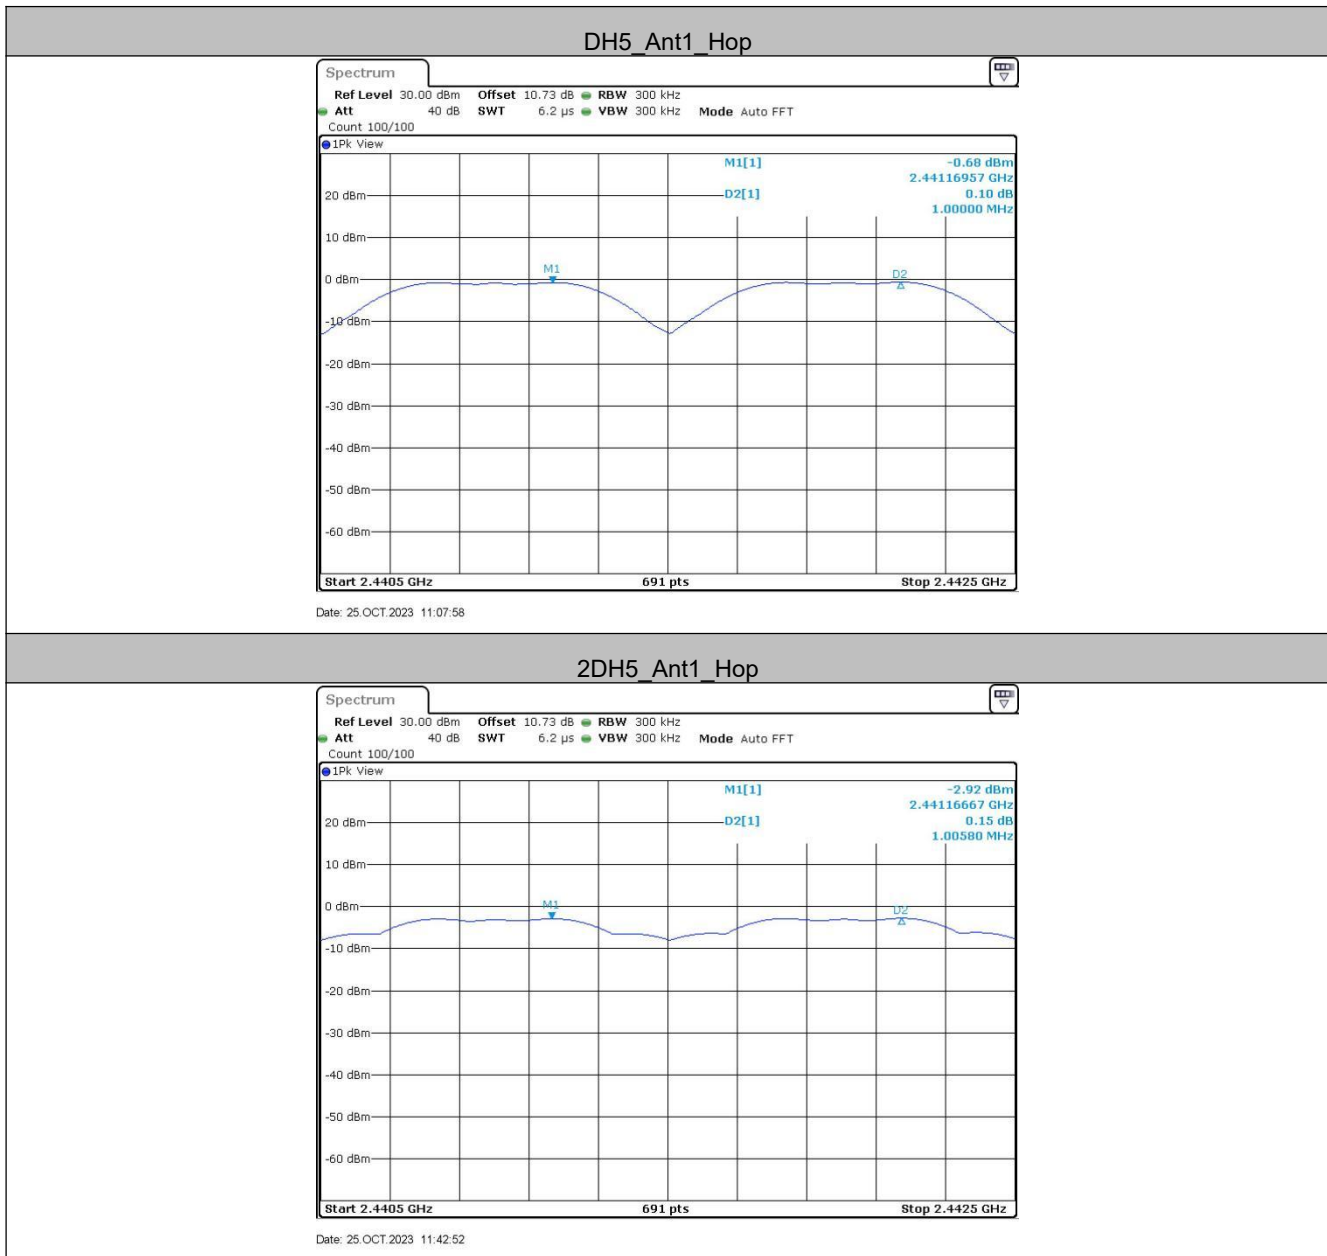 DH5_Ant1_Hop
Spectrum
Ref Level 30.00 dBm Offset 10.73 dB RBW 300 kHz
Att 40 dB SWT 6.2 µs VBW 300 kHz Mode Auto FFT
Count 100/100
1Pk View
M1[1] -0.68 dBm
2.44116957 GHz
20 dBm D2[1] 0.10 dB
1.00000 MHz
10 dBm
M1
D2
0 dBm
-10 dBm
-20 dBm
-30 dBm
-40 dBm
-50 dBm
-60 dBm
Start 2.4405 GHz 691 pts Stop 2.4425 GHz
Date: 25.OCT.2023 11:07:58
2DH5_Ant1_Hop
Spectrum
Ref Level 30.00 dBm Offset 10.73 dB RBW 300 kHz
Att 40 dB SWT 6.2 µs VBW 300 kHz Mode Auto FFT
Count 100/100
1Pk View
M1[1] -2.92 dBm
2.44116667 GHz
20 dBm D2[1] 0.15 dB
1.00580 MHz
10 dBm
0 dBm M1
D2
-10 dBm
-20 dBm
-30 dBm
-40 dBm
-50 dBm
-60 dBm
Start 2.4405 GHz 691 pts Stop 2.4425 GHz
Date: 25.OCT.2023 11:42:52